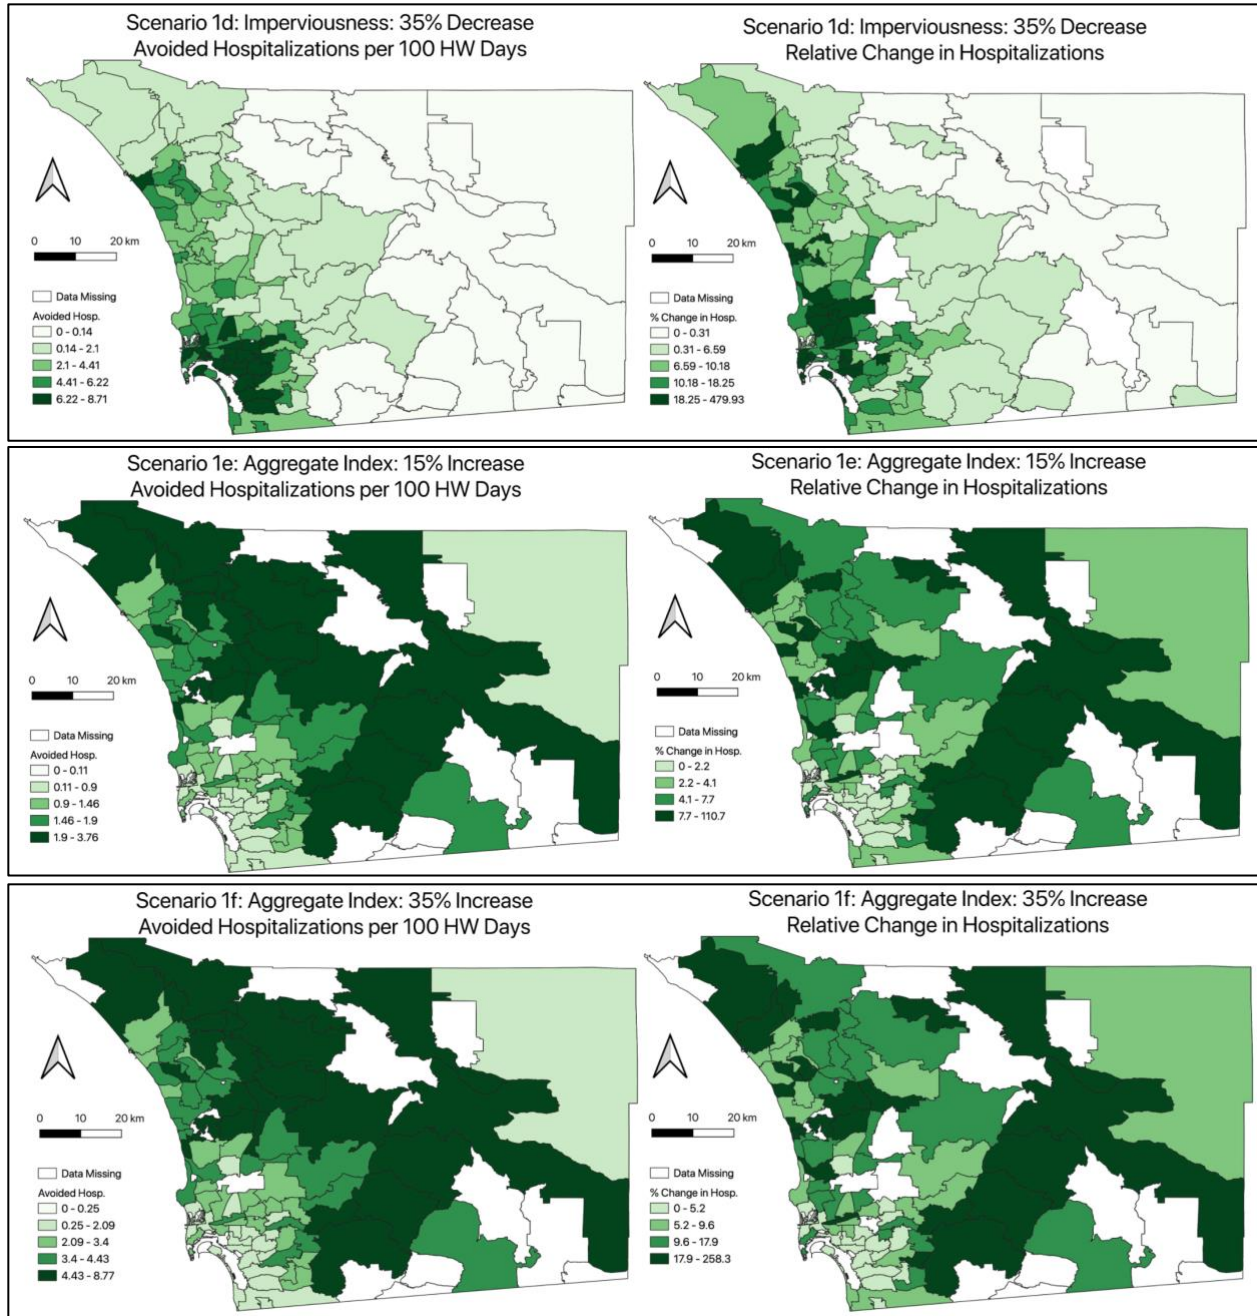 Scenario 1d: Imperviousness: 35% Decrease
Avoided Hospitalizations per 100 HW Days
0 10 20 km
Data Missing
Avoided Hosp.
0 - 0.14
0.14 - 2.1
2.1 - 4.41
4.41 - 6.22
6.22 - 8.71
Scenario 1d: Imperviousness: 35% Decrease
Relative Change in Hospitalizations
0 10 20 km
Data Missing
% Change in Hosp.
0 - 0.31
0.31 - 6.59
6.59 - 10.18
10.18 - 18.25
18.25 - 479.93
Scenario 1e: Aggregate Index: 15% Increase
Avoided Hospitalizations per 100 HW Days
0 10 20 km
Data Missing
Avoided Hosp.
0 - 0.11
0.11 - 0.9
0.9 - 1.46
1.46 - 1.9
1.9 - 3.76
Scenario 1e: Aggregate Index: 15% Increase
Relative Change in Hospitalizations
0 10 20 km
Data Missing
% Change in Hosp.
0 - 2.2
2.2 - 4.1
4.1 - 7.7
7.7 - 110.7
Scenario 1f: Aggregate Index: 35% Increase
Avoided Hospitalizations per 100 HW Days
0 10 20 km
Data Missing
Avoided Hosp.
0 - 0.25
0.25 - 2.09
2.09 - 3.4
3.4 - 4.43
4.43 - 8.77
Scenario 1f: Aggregate Index: 35% Increase
Relative Change in Hospitalizations
0 10 20 km
Data Missing
% Change in Hosp.
0 - 5.2
5.2 - 9.6
9.6 - 17.9
17.9 - 258.3